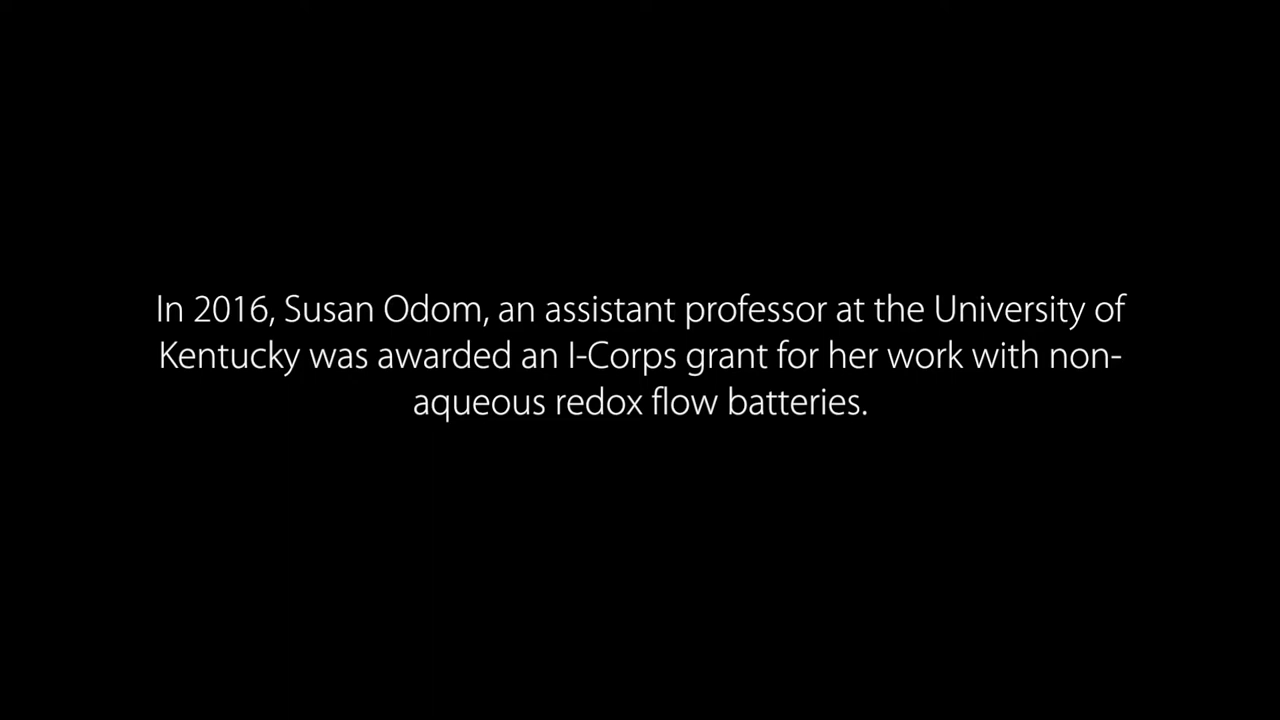 In 2016, Susan Odom, an assistant professor at the University of
Kentucky was awarded an I-Corps grant for her work with non-
aqueous redox flow batteries.